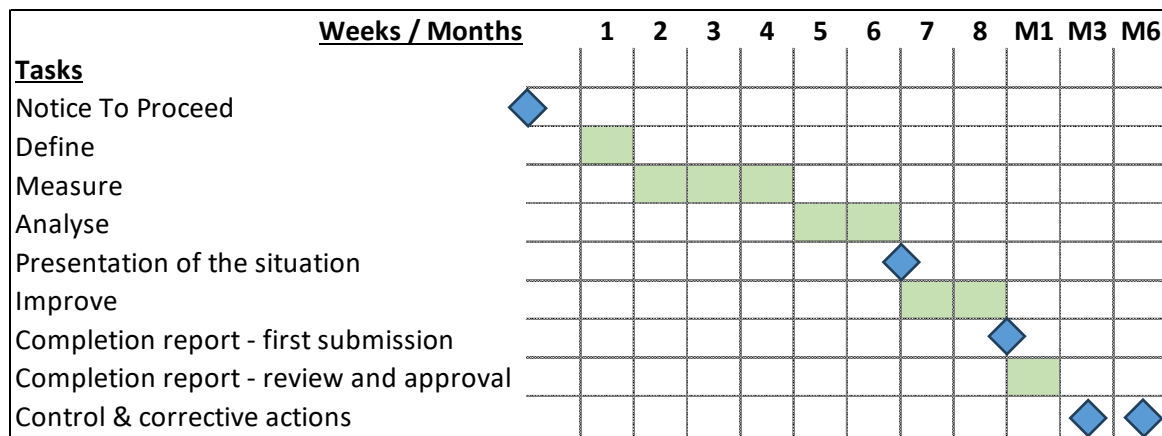 Weeks / Months 1 2 3 4 5 6 7 8 M1 M3 M6
Tasks
Notice To Proceed
Define
Measure
Analyse
Presentation of the situation
Improve
Completion report - first submission
Completion report - review and approval
Control & corrective actions